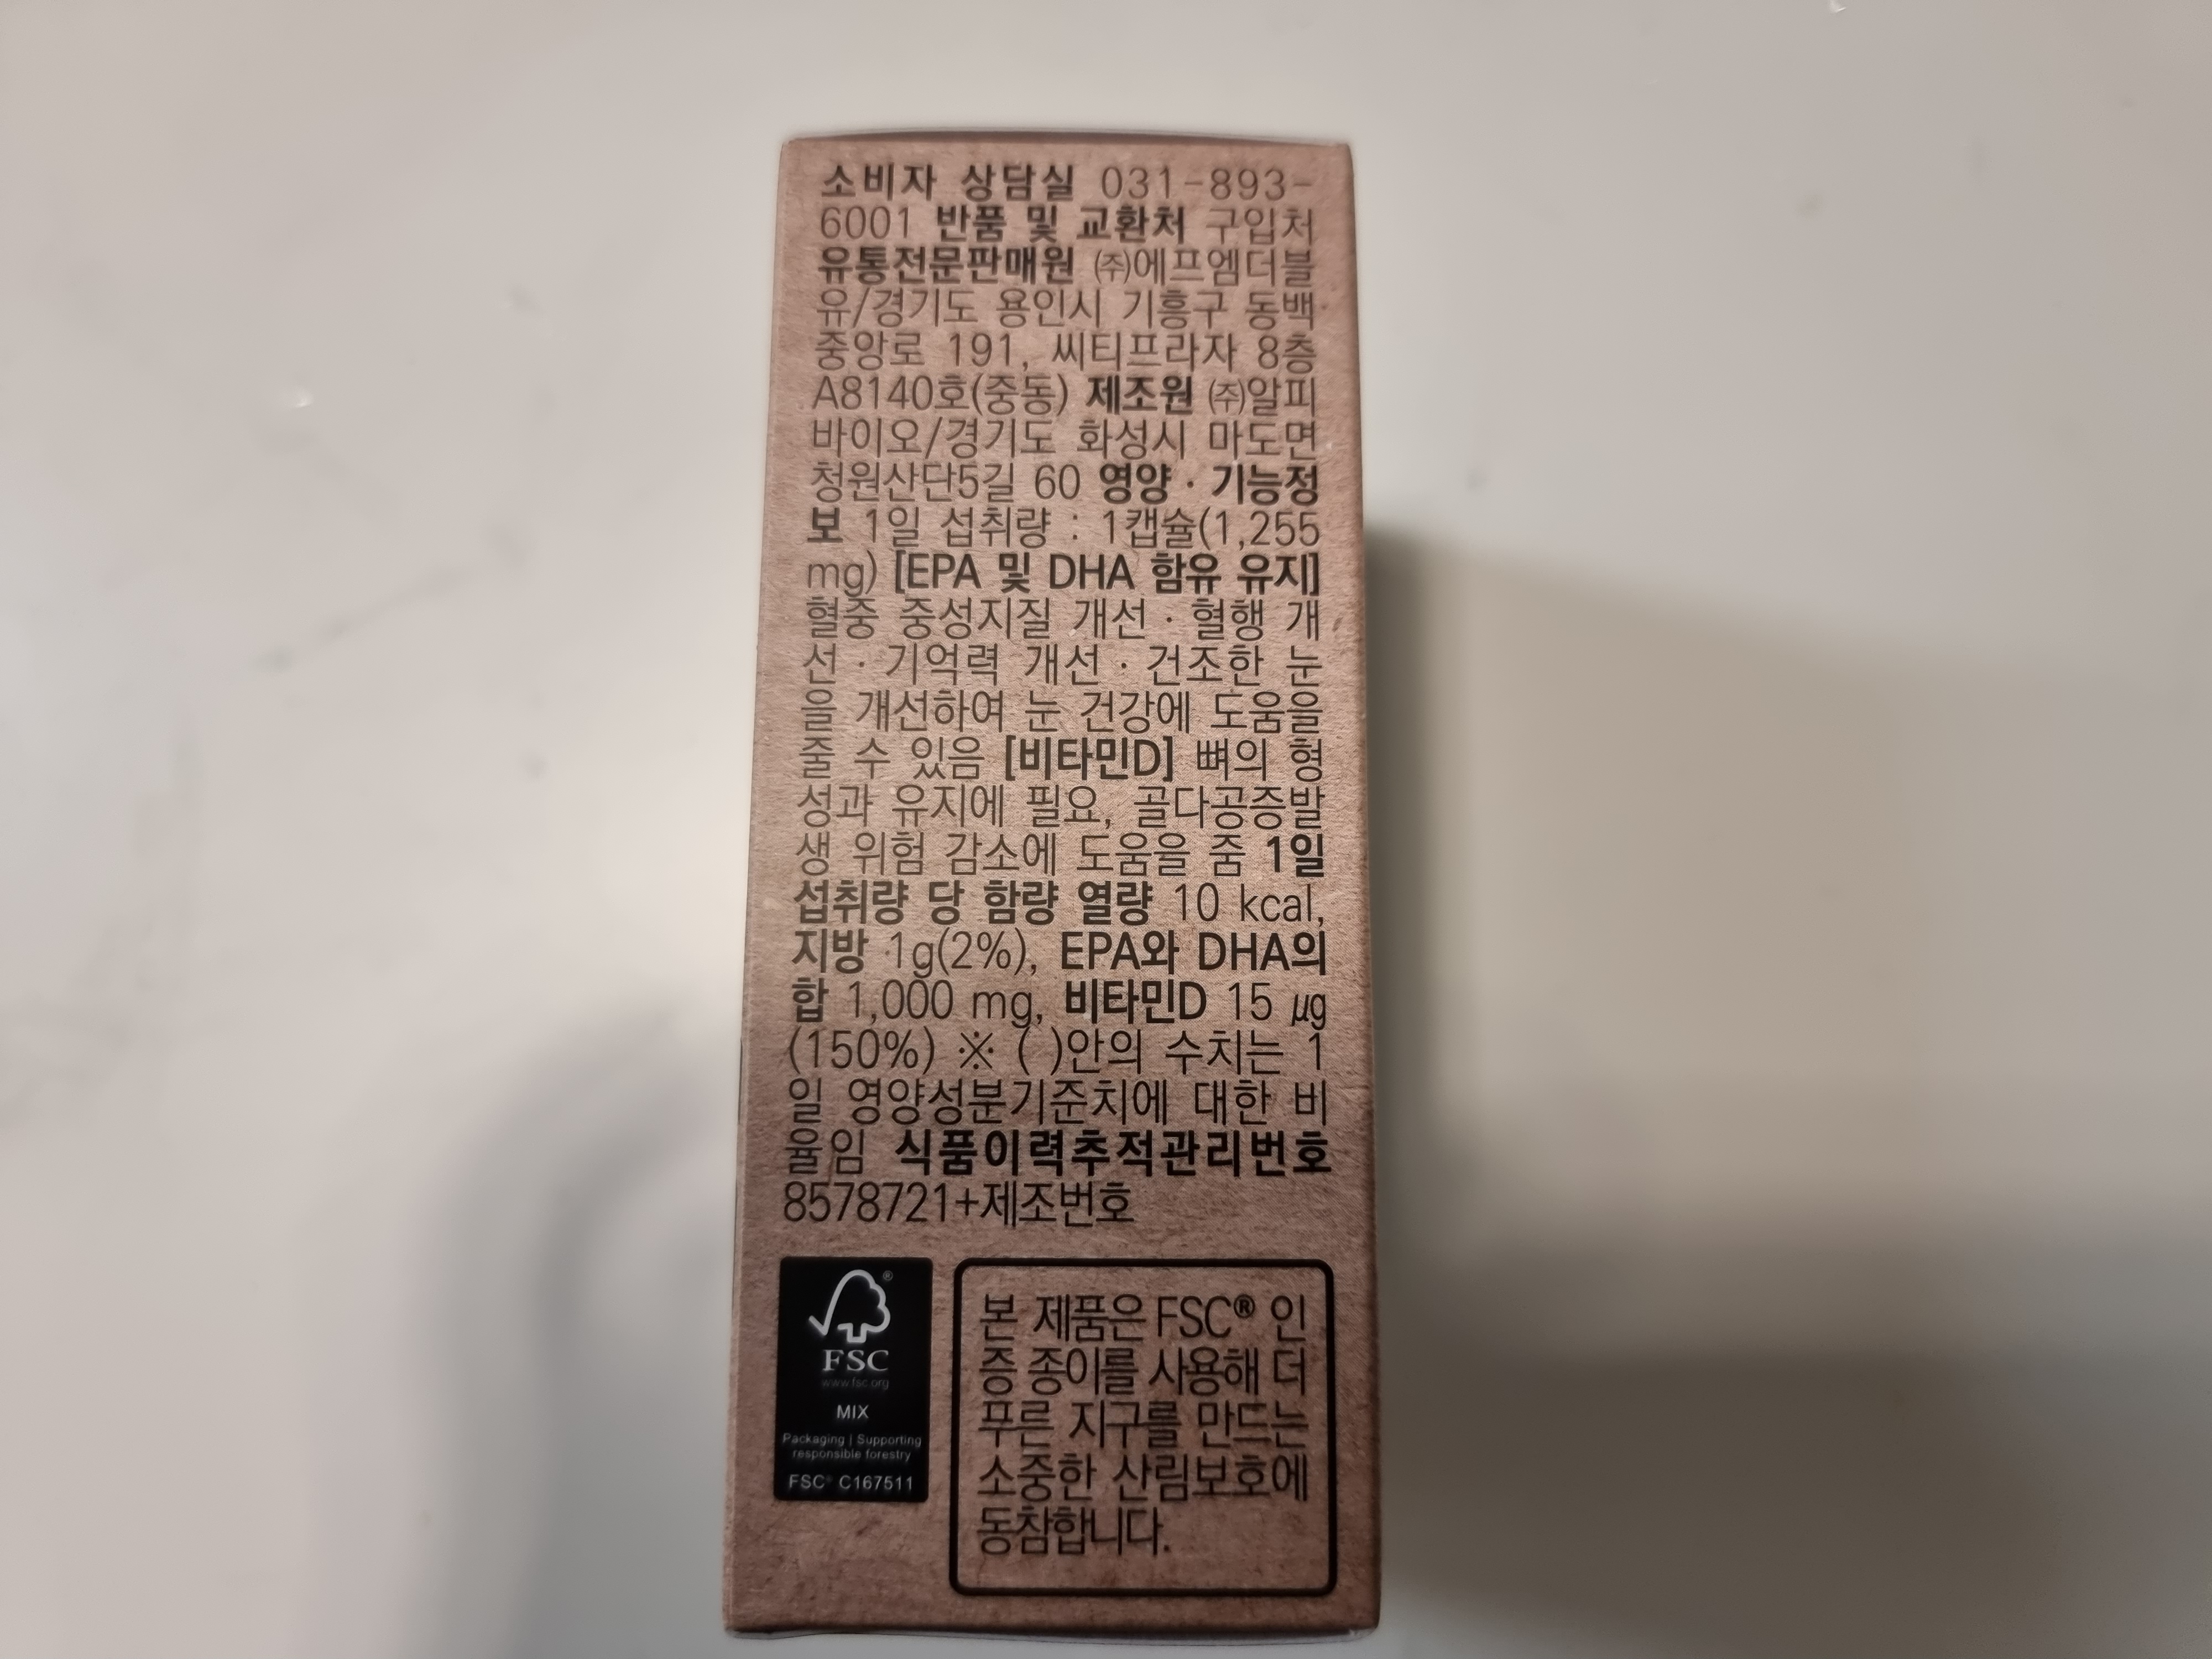 소비자 상담실 031-893-
6001 반품 및 교환처 구입처
유통전문판매원 ㈜에프엠더블
유/경기도 용인시 기흥구 동백
중앙로 191, 씨티프라자 8층
A8140호(중동) 제조원 ㈜알피
바이오/경기도 화성시 마도면
청원산단5길 60 영양 · 기능정
보 1일 섭취량 : 1캡슐(1,255
mg) [EPA 및 DHA 함유 유지]
혈중 중성지질 개선 · 혈행 개
선 · 기억력 개선 · 건조한 눈
을 개선하여 눈 건강에 도움을
줄 수 있음 [비타민D] 뼈의 형
성과 유지에 필요, 골다공증발
생 위험 감소에 도움을 줌 1일
섭취량 당 함량 열량 10 kcal,
지방 1g(2%), EPA와 DHA의
합 1,000 mg, 비타민D 15 µg
(150%) ※ ( )안의 수치는 1
일 영양성분기준치에 대한 비
율임 식품이력추적관리번호
8578721+제조번호
FSC®
www.fsc.org
MIX
Packaging | Supporting
responsible forestry
FSC® C167511
본 제품은 FSC® 인
증 종이를 사용해 더
푸른 지구를 만드는
소중한 산림보호에
동참합니다.